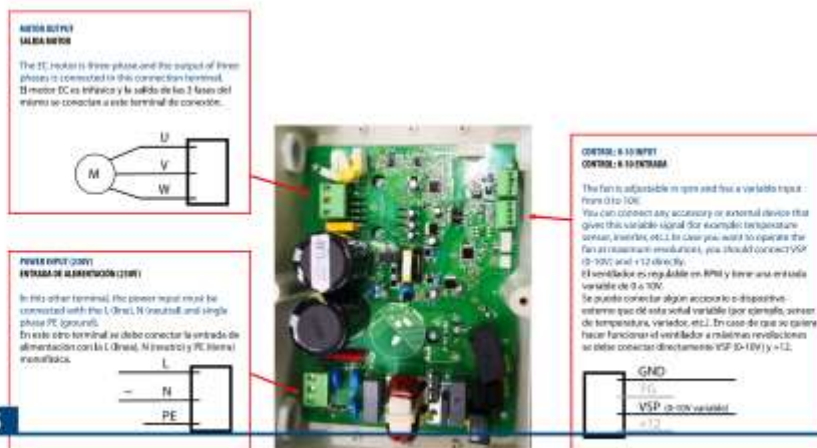 MOTOR OUTPUT
SALIDA MOTOR
The EC motor is three phase and the output of three
phases is connected in this connection terminal.
El motor EC es trifásico y la salida de las 3 fases del
mismo se conectan a este terminal de conexión.
U
V
W
M
POWER INPUT (230V)
ENTRADA DE ALIMENTACIÓN (230V)
In this other terminal, the power input must be
connected with the L (line), N (neutral) and single
phase PE (ground).
En este otro terminal se debe conectar la entrada de
alimentación con la L (línea), N (neutro) y PE (tierra)
monofásica.
L
N
PE
CONTROL: 0-10 INPUT
CONTROL: 0-10 ENTRADA
The fan is adjustable in rpm and has a variable input
from 0 to 10V.
You can connect any accessory or external device that
gives this variable signal (for example: temperature
sensor, inverter, etc.). In case you want to operate the
fan at maximum revolutions, you should connect VSP
(0-10V) and +12 directly.
El ventilador es regulable en RPM y tiene una entrada
variable de 0 a 10V.
Se puede conectar algún accesorio o dispositivo
externo que dé esta señal variable (por ejemplo, sensor
de temperatura, variador, etc.). En caso de que se quiera
hacer funcionar el ventilador a máximas revoluciones
se debe conectar directamente VSP (0-10V) y +12.
GND
FG
VSP (0-10V variable)
+12